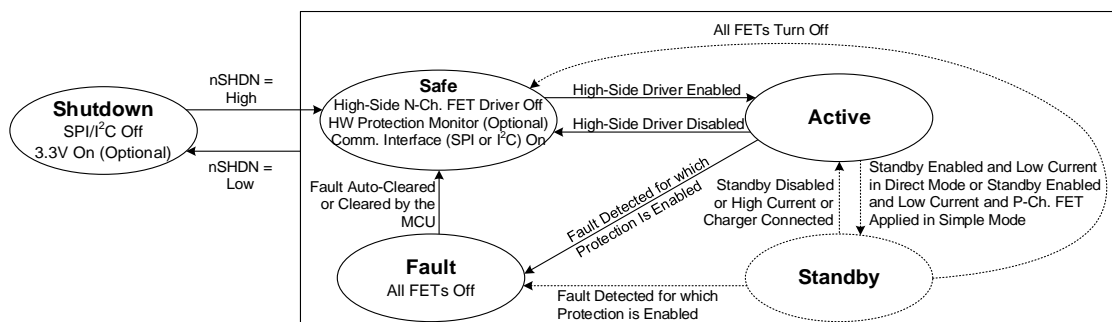 All FETs Turn Off
nSHDN =
High
Shutdown
SPI/I²C Off
3.3V On (Optional)
nSHDN =
Low
Safe
High-Side N-Ch. FET Driver Off
HW Protection Monitor (Optional)
Comm. Interface (SPI or I²C) On
High-Side Driver Enabled
High-Side Driver Disabled
Active
Fault Auto-Cleared
or Cleared by the
MCU
Fault Detected for which
Protection Is Enabled
Standby Disabled
or High Current or
Charger Connected
Standby Enabled and Low Current
in Direct Mode or Standby Enabled
and Low Current and P-Ch. FET
Applied in Simple Mode
Fault
All FETs Off
Fault Detected for which
Protection is Enabled
Standby